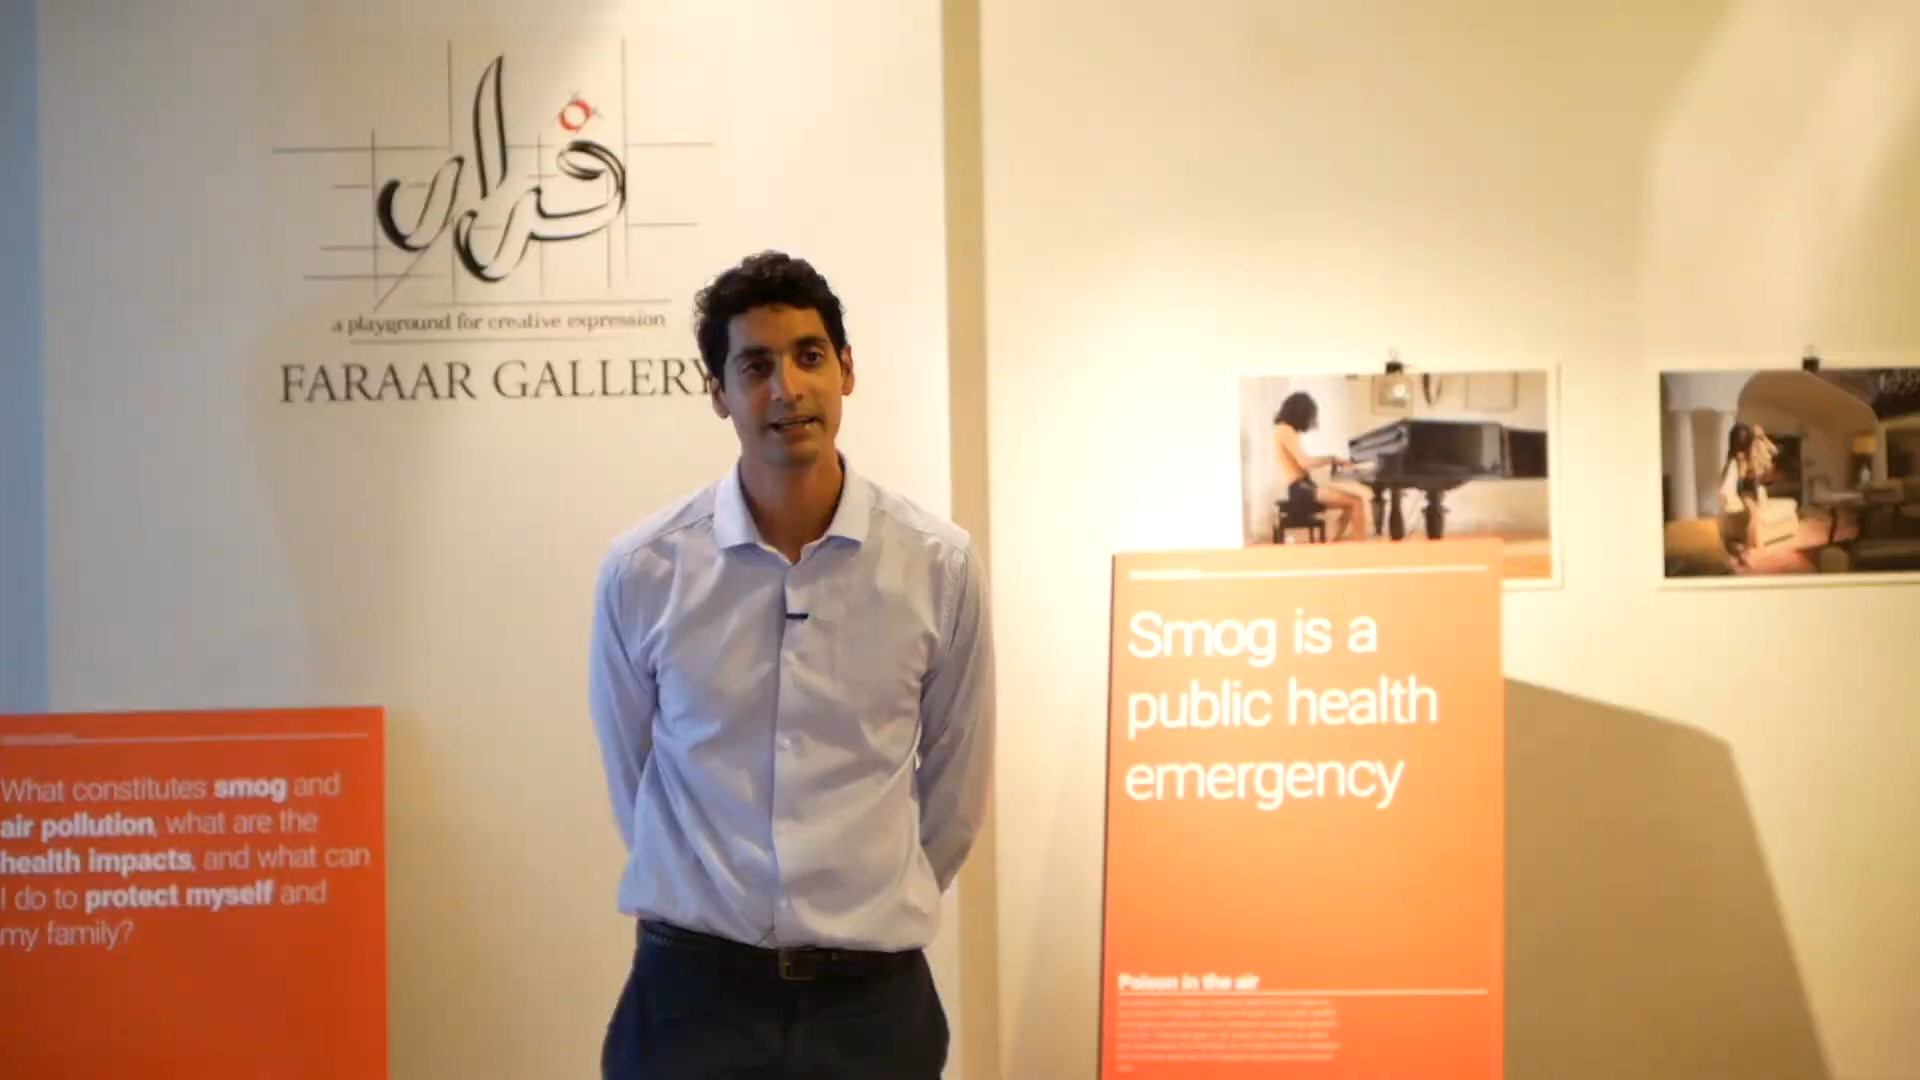 فرار
a playground for creative expression
FARAAR GALLERY
What constitutes smog and
air pollution, what are the
health impacts, and what can
I do to protect myself and
my family?
Smog is a
public health
emergency
Poison in the air